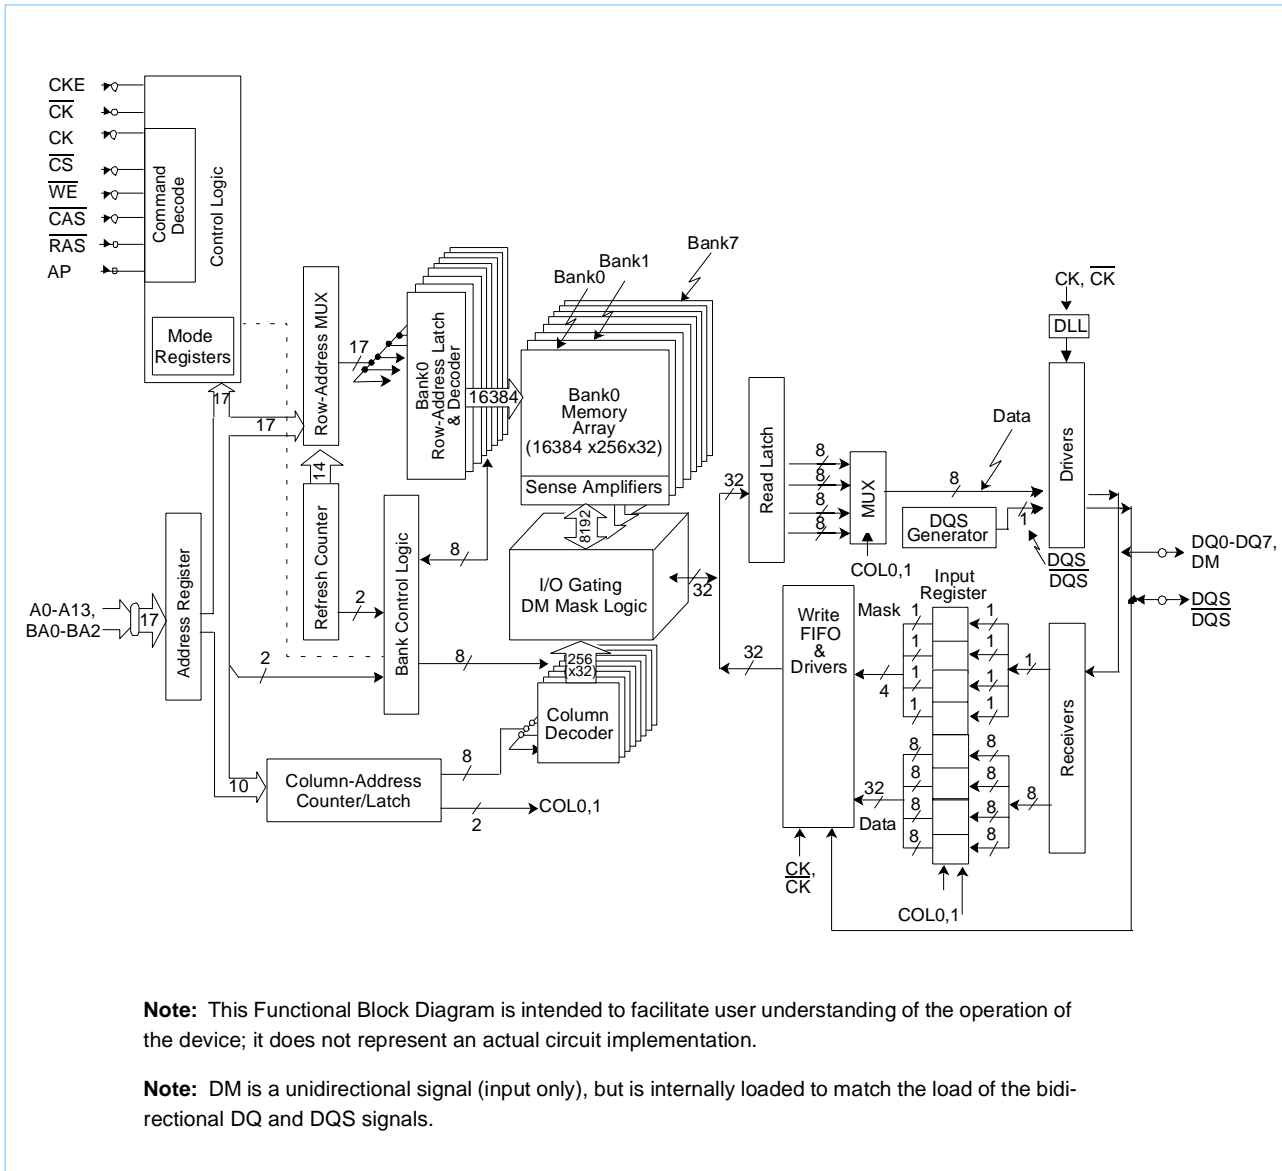 CKE
CK
CK
CS
WE
CAS
RAS
AP
Command
Decode
Control Logic
Mode
Registers
17
17
Row-Address MUX
17
14
Refresh Counter
Bank0
Row-Address Latch
& Decoder
16384
Bank0
Bank1
Bank7
Bank0
Memory
Array
(16384 x256x32)
Sense Amplifiers
8192
I/O Gating
DM Mask Logic
256
(x32)
Column
Decoder
Bank Control Logic
8
2
8
2
A0-A13,
BA0-BA2
17
Address Register
10
Column-Address
Counter/Latch
8
2
COL0,1
32
32
32
Read Latch
8
8
8
8
MUX
COL0,1
8
Data
DQS
Generator
1
DQS
DQS
CK, CK
DLL
Drivers
DQ0-DQ7,
DM
DQS
DQS
Input
Register
Write
FIFO
&
Drivers
Mask
1
1
1
1
4
1
1
1
1
1
8
8
8
8
32
Data
8
8
8
8
8
Receivers
CK,
CK
COL0,1
Note: This Functional Block Diagram is intended to facilitate user understanding of the operation of
the device; it does not represent an actual circuit implementation.
Note: DM is a unidirectional signal (input only), but is internally loaded to match the load of the bidi-
rectional DQ and DQS signals.